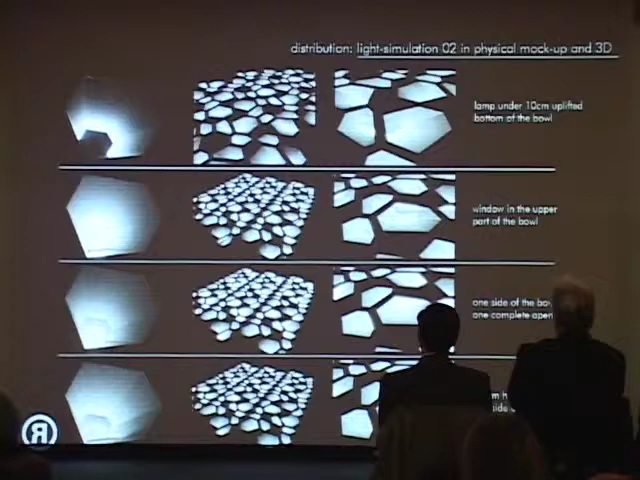 distribution: light-simulation 02 in physical mock-up and 3D
lamp under 10cm uplifted
bottom of the bowl
window in the upper
part of the bowl
one side of the
one complete